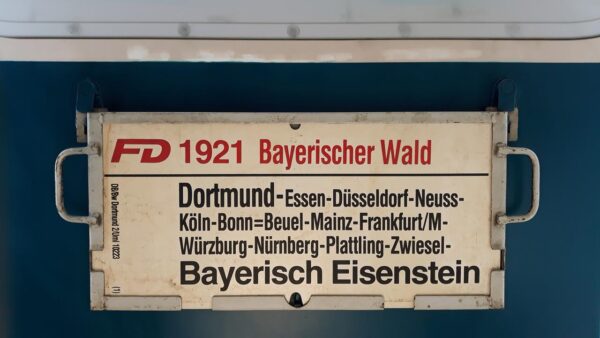 FD 1921 Bayerischer Wald
Dortmund-Essen-Düsseldorf-Neuss-
Köln-Bonn=Beuel-Mainz-Frankfurt/M-
Würzburg-Nürnberg-Plattling-Zwiesel-
Bayerisch Eisenstein
(1)